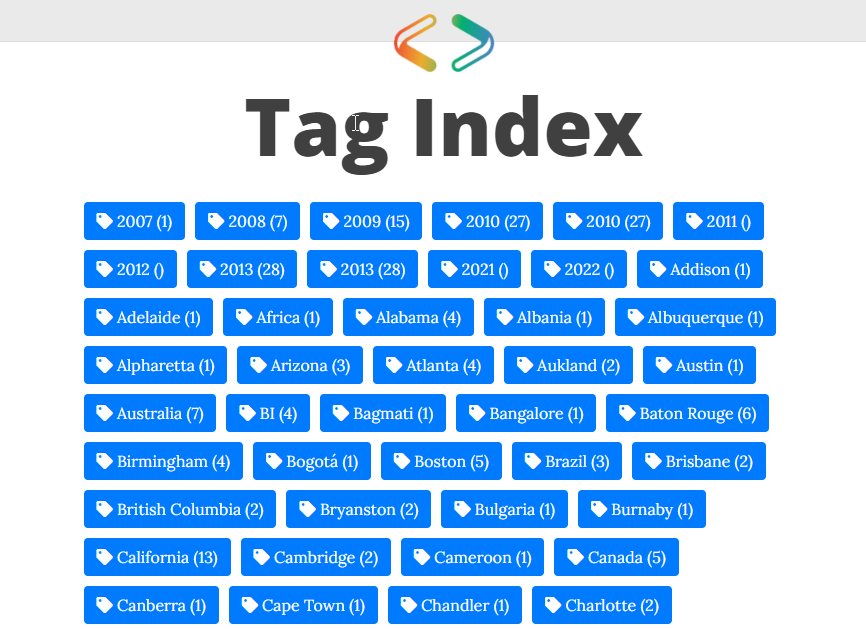 Tag Index
2007 (1) 2008 (7) 2009 (15) 2010 (27) 2010 (27) 2011 ()
2012 () 2013 (28) 2013 (28) 2021 () 2022 () Addison (1)
Adelaide (1) Africa (1) Alabama (4) Albania (1) Albuquerque (1)
Alpharetta (1) Arizona (3) Atlanta (4) Aukland (2) Austin (1)
Australia (7) BI (4) Bagmati (1) Bangalore (1) Baton Rouge (6)
Birmingham (4) Bogotá (1) Boston (5) Brazil (3) Brisbane (2)
British Columbia (2) Bryanston (2) Bulgaria (1) Burnaby (1)
California (13) Cambridge (2) Cameroon (1) Canada (5)
Canberra (1) Cape Town (1) Chandler (1) Charlotte (2)